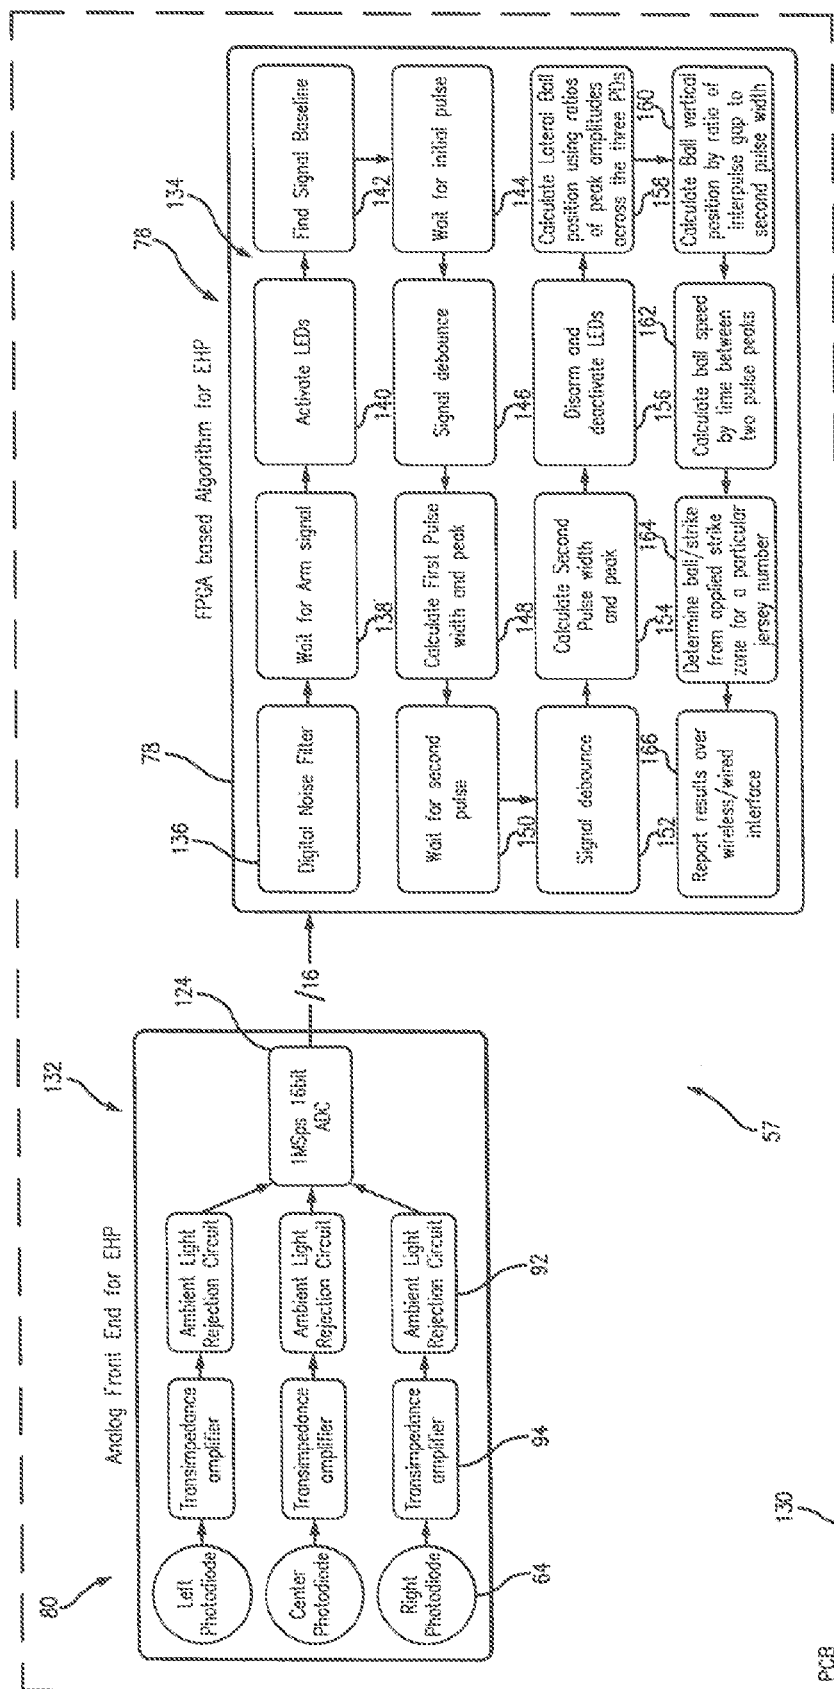 80
Analog Front End for EHP
132
Left
Photodiode
Transimpedance
amplifier
Ambient Light
Rejection Circuit
Center
Photodiode
Transimpedance
amplifier
Ambient Light
Rejection Circuit
Right
Photodiode
Transimpedance
amplifier
Ambient Light
Rejection Circuit
1MSps 16bit
ADC
124
/16
64
94
92
57
130
PCB
78
FPGA based Algorithm for EHP
78
134
136
Digital Noise Filter
Wait for Arm signal
138
Activate LEDs
140
Find Signal Baseline
142
Wait for initial pulse
144
Signal debounce
146
Calculate First Pulse
width and peak
148
Wait for second
pulse
150
Signal debounce
152
Calculate Second
Pulse width
and peak
154
Disarm and
deactivate LEDs
156
Calculate Lateral Ball
position using ratios
of peak amplitudes
across the three PDs
158
160
Calculate Ball vertical
position by ratio of
interpulse gap to
second pulse width
162
Calculate ball speed
by time between
two pulse peaks
164
Determine ball/strike
from applied strike
zone for a particular
jersey number
166
Report results over
wireless/wired
interface